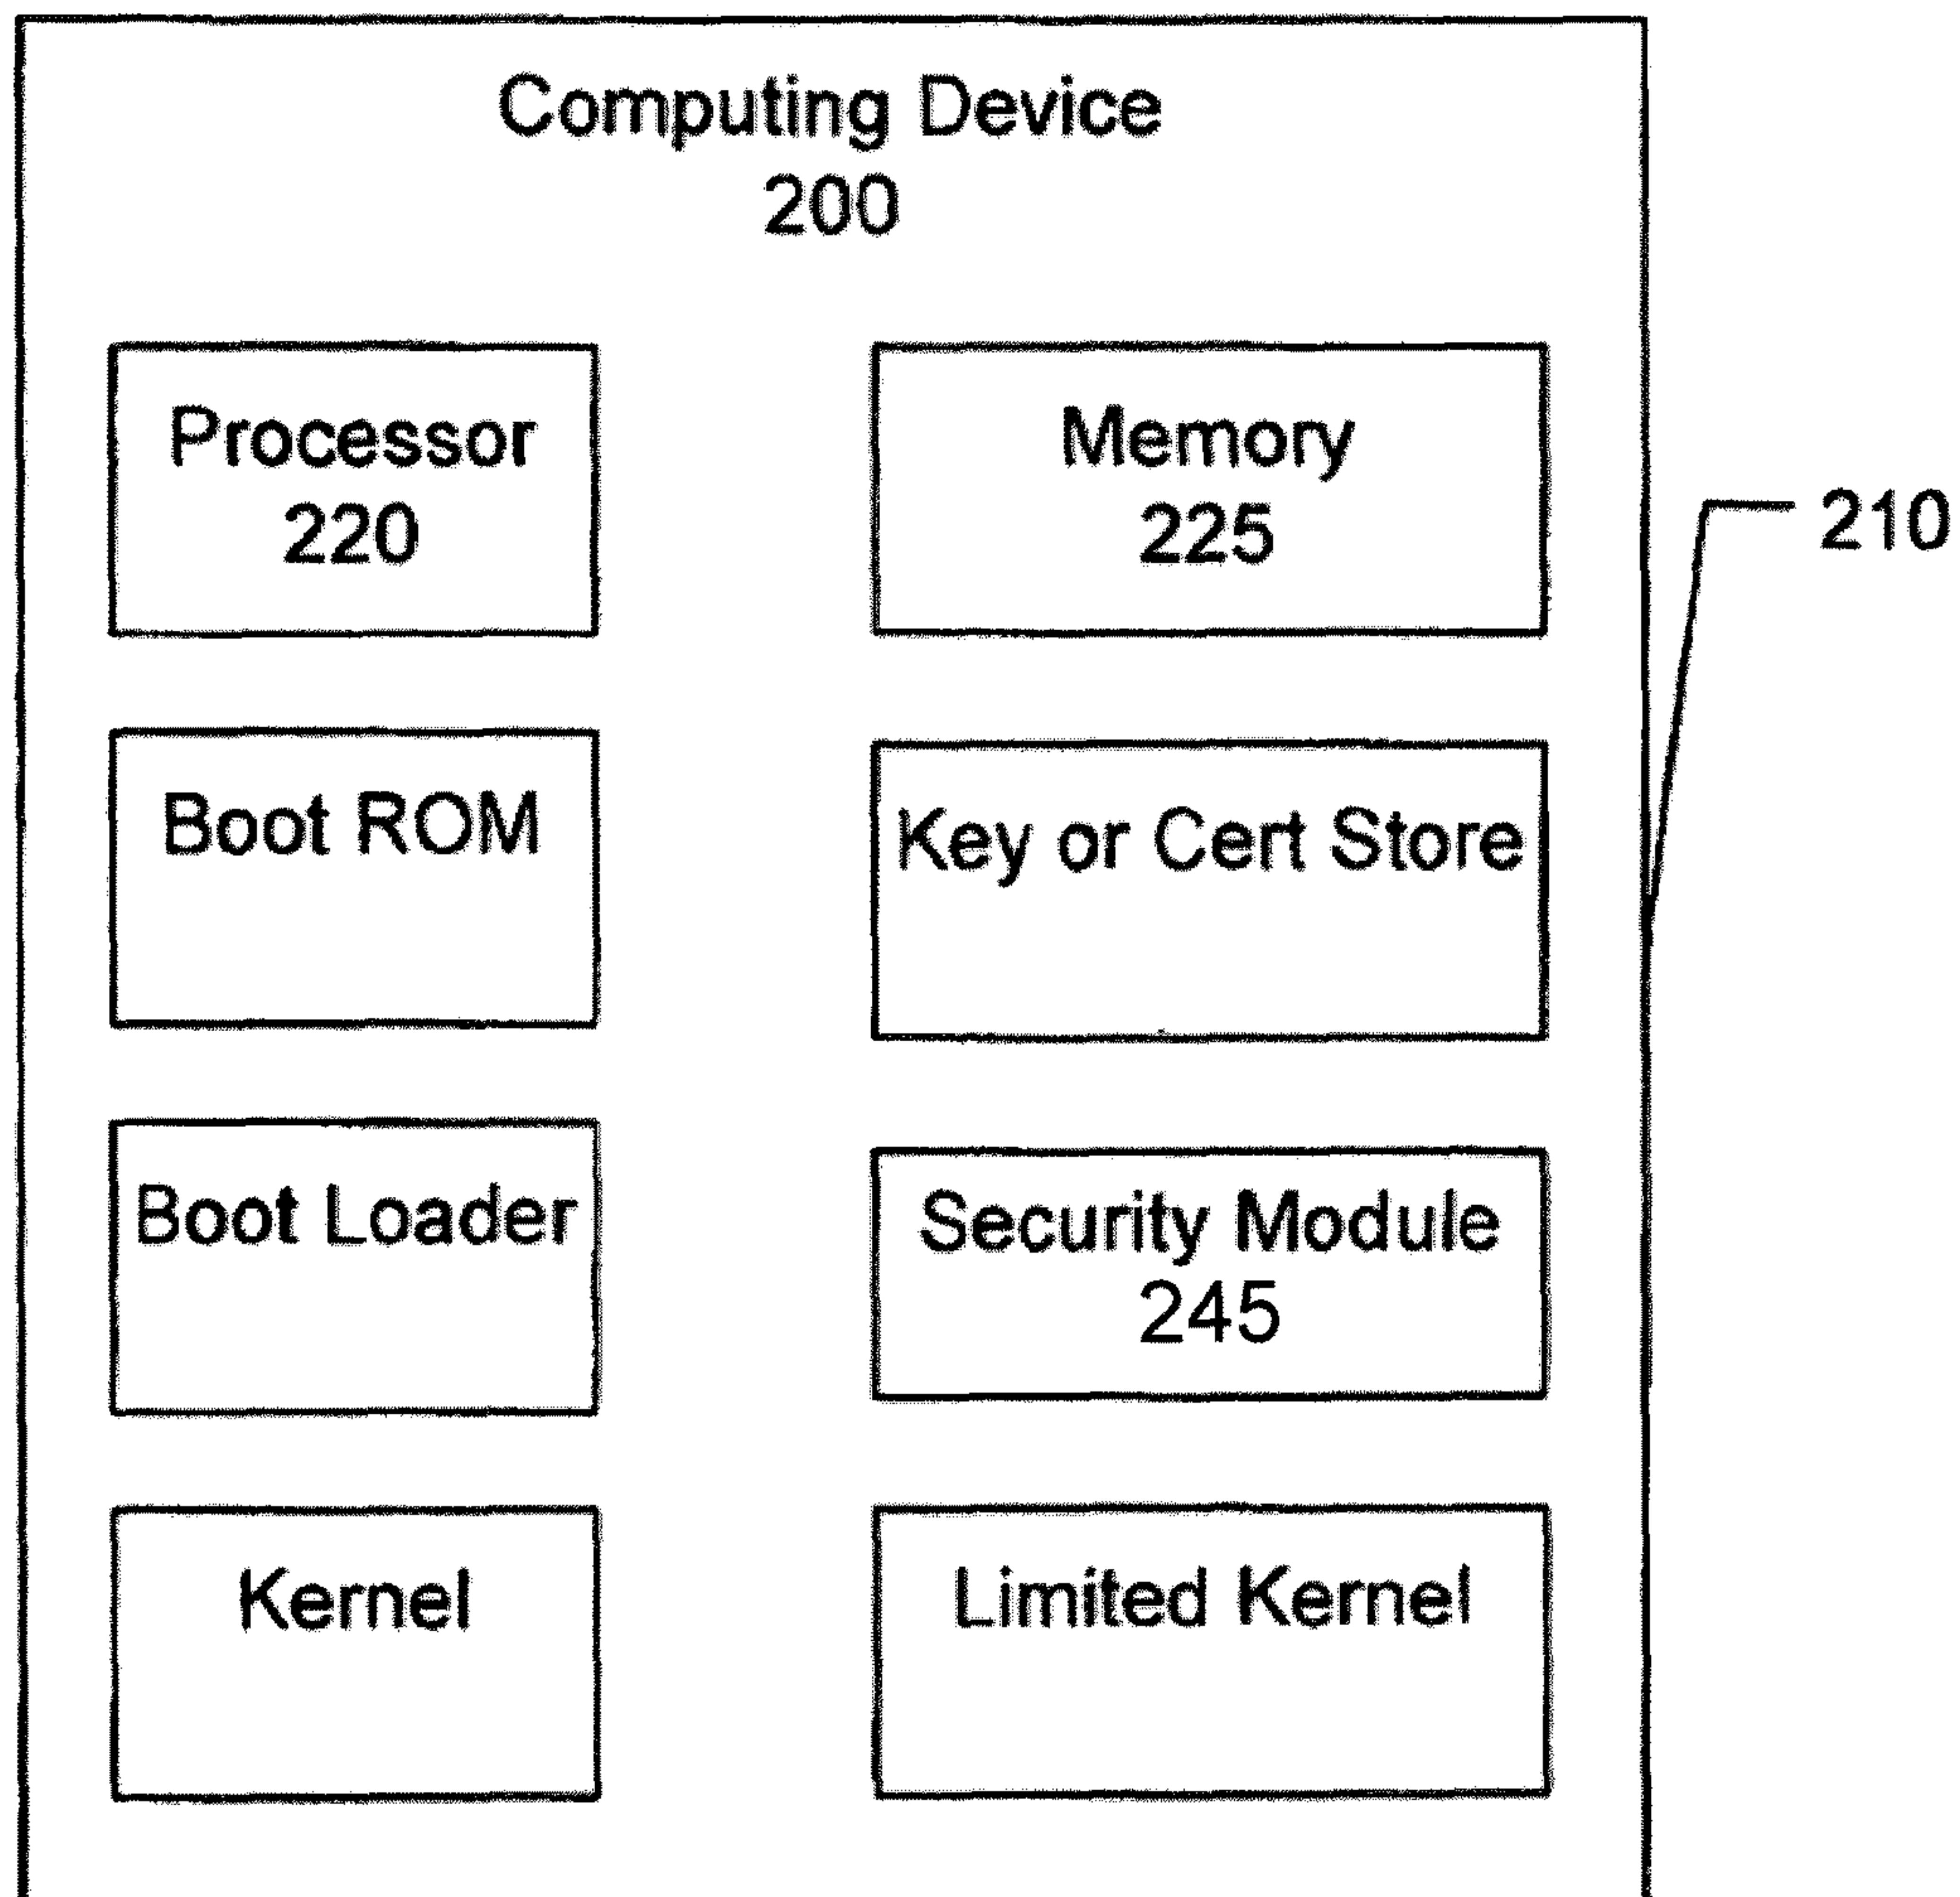 Computing Device
200
Processor
220
Memory
225
210
Boot ROM
Key or Cert Store
Boot Loader
Security Module
245
Kernel
Limited Kernel